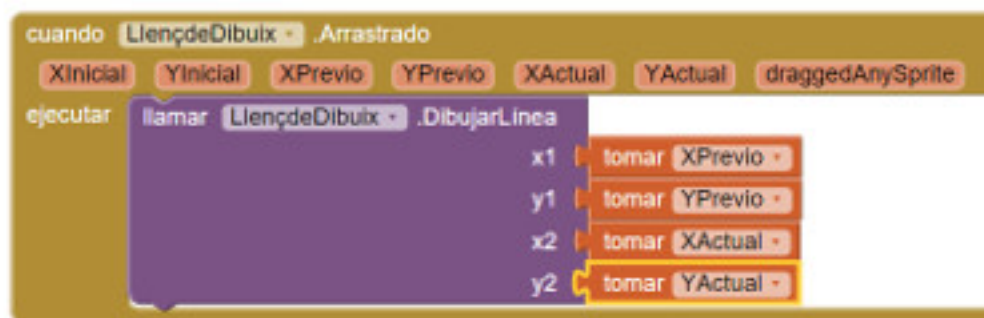 cuando LlençdeDibuix .Arrastrado
XInicial YInicial XPrevio YPrevio XActual YActual draggedAnySprite
ejecutar llamar LlençdeDibuix .DibujarLínea
x1 tomar XPrevio
y1 tomar YPrevio
x2 tomar XActual
y2 tomar YActual